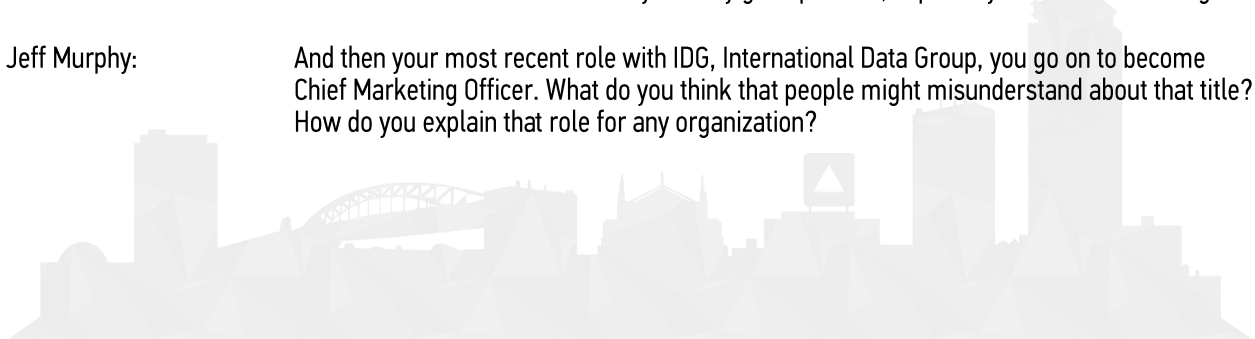 Jeff Murphy: And then your most recent role with IDG, International Data Group, you go on to become
Chief Marketing Officer. What do you think that people might misunderstand about that title?
How do you explain that role for any organization?